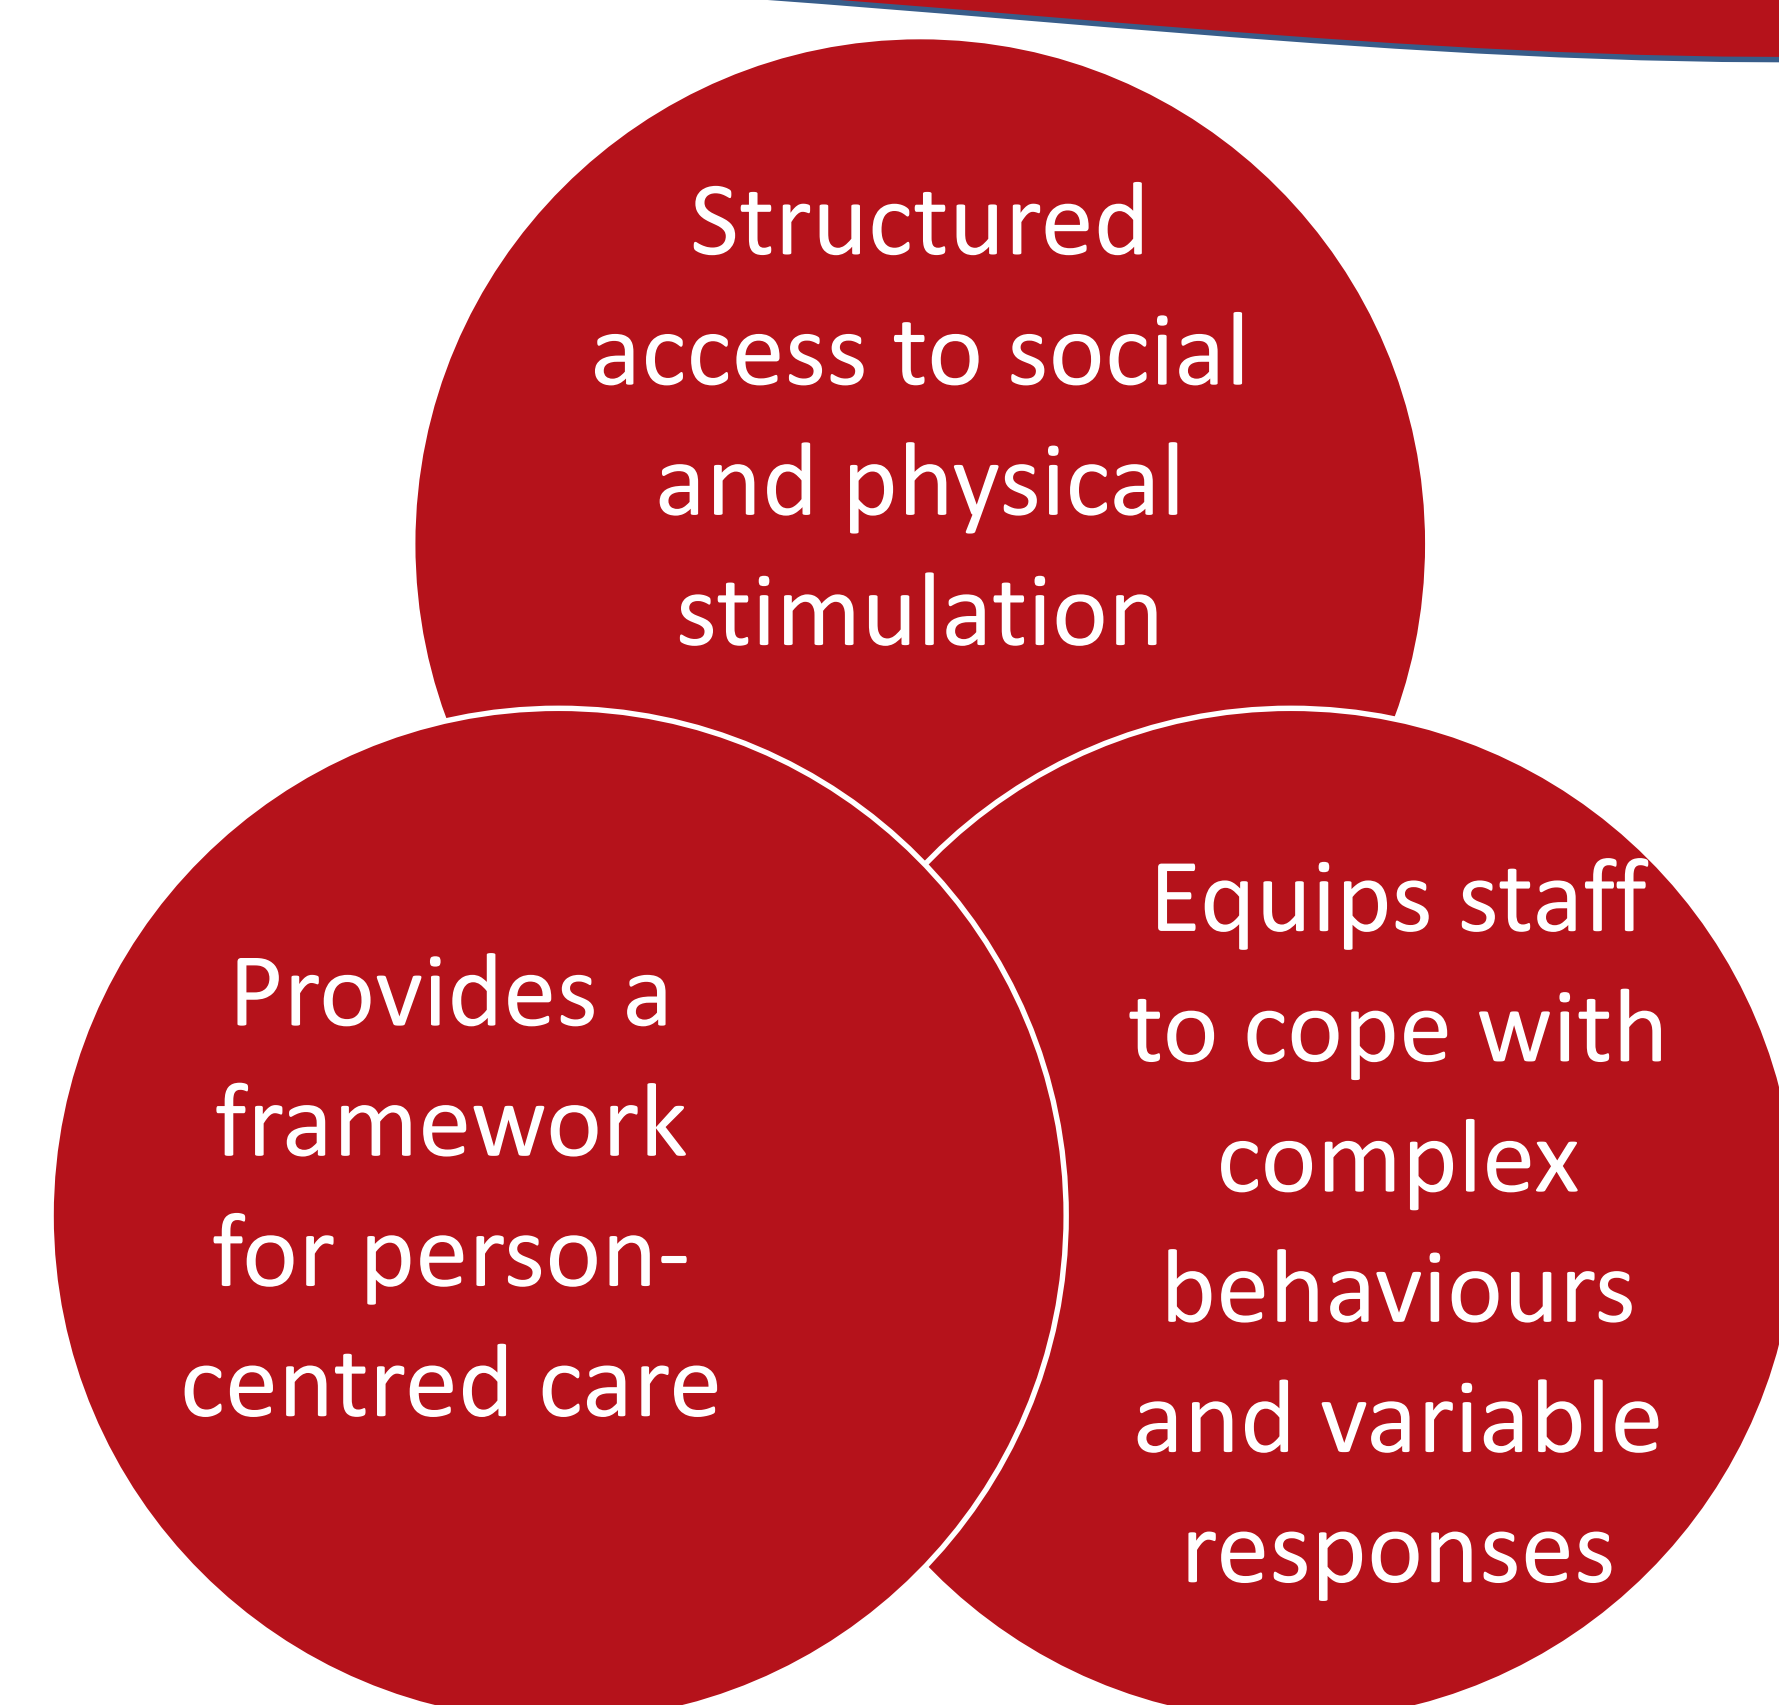 Structured
access to social
and physical
stimulation
Provides a
framework
for person-
centred care
Equips staff
to cope with
complex
behaviours
and variable
responses